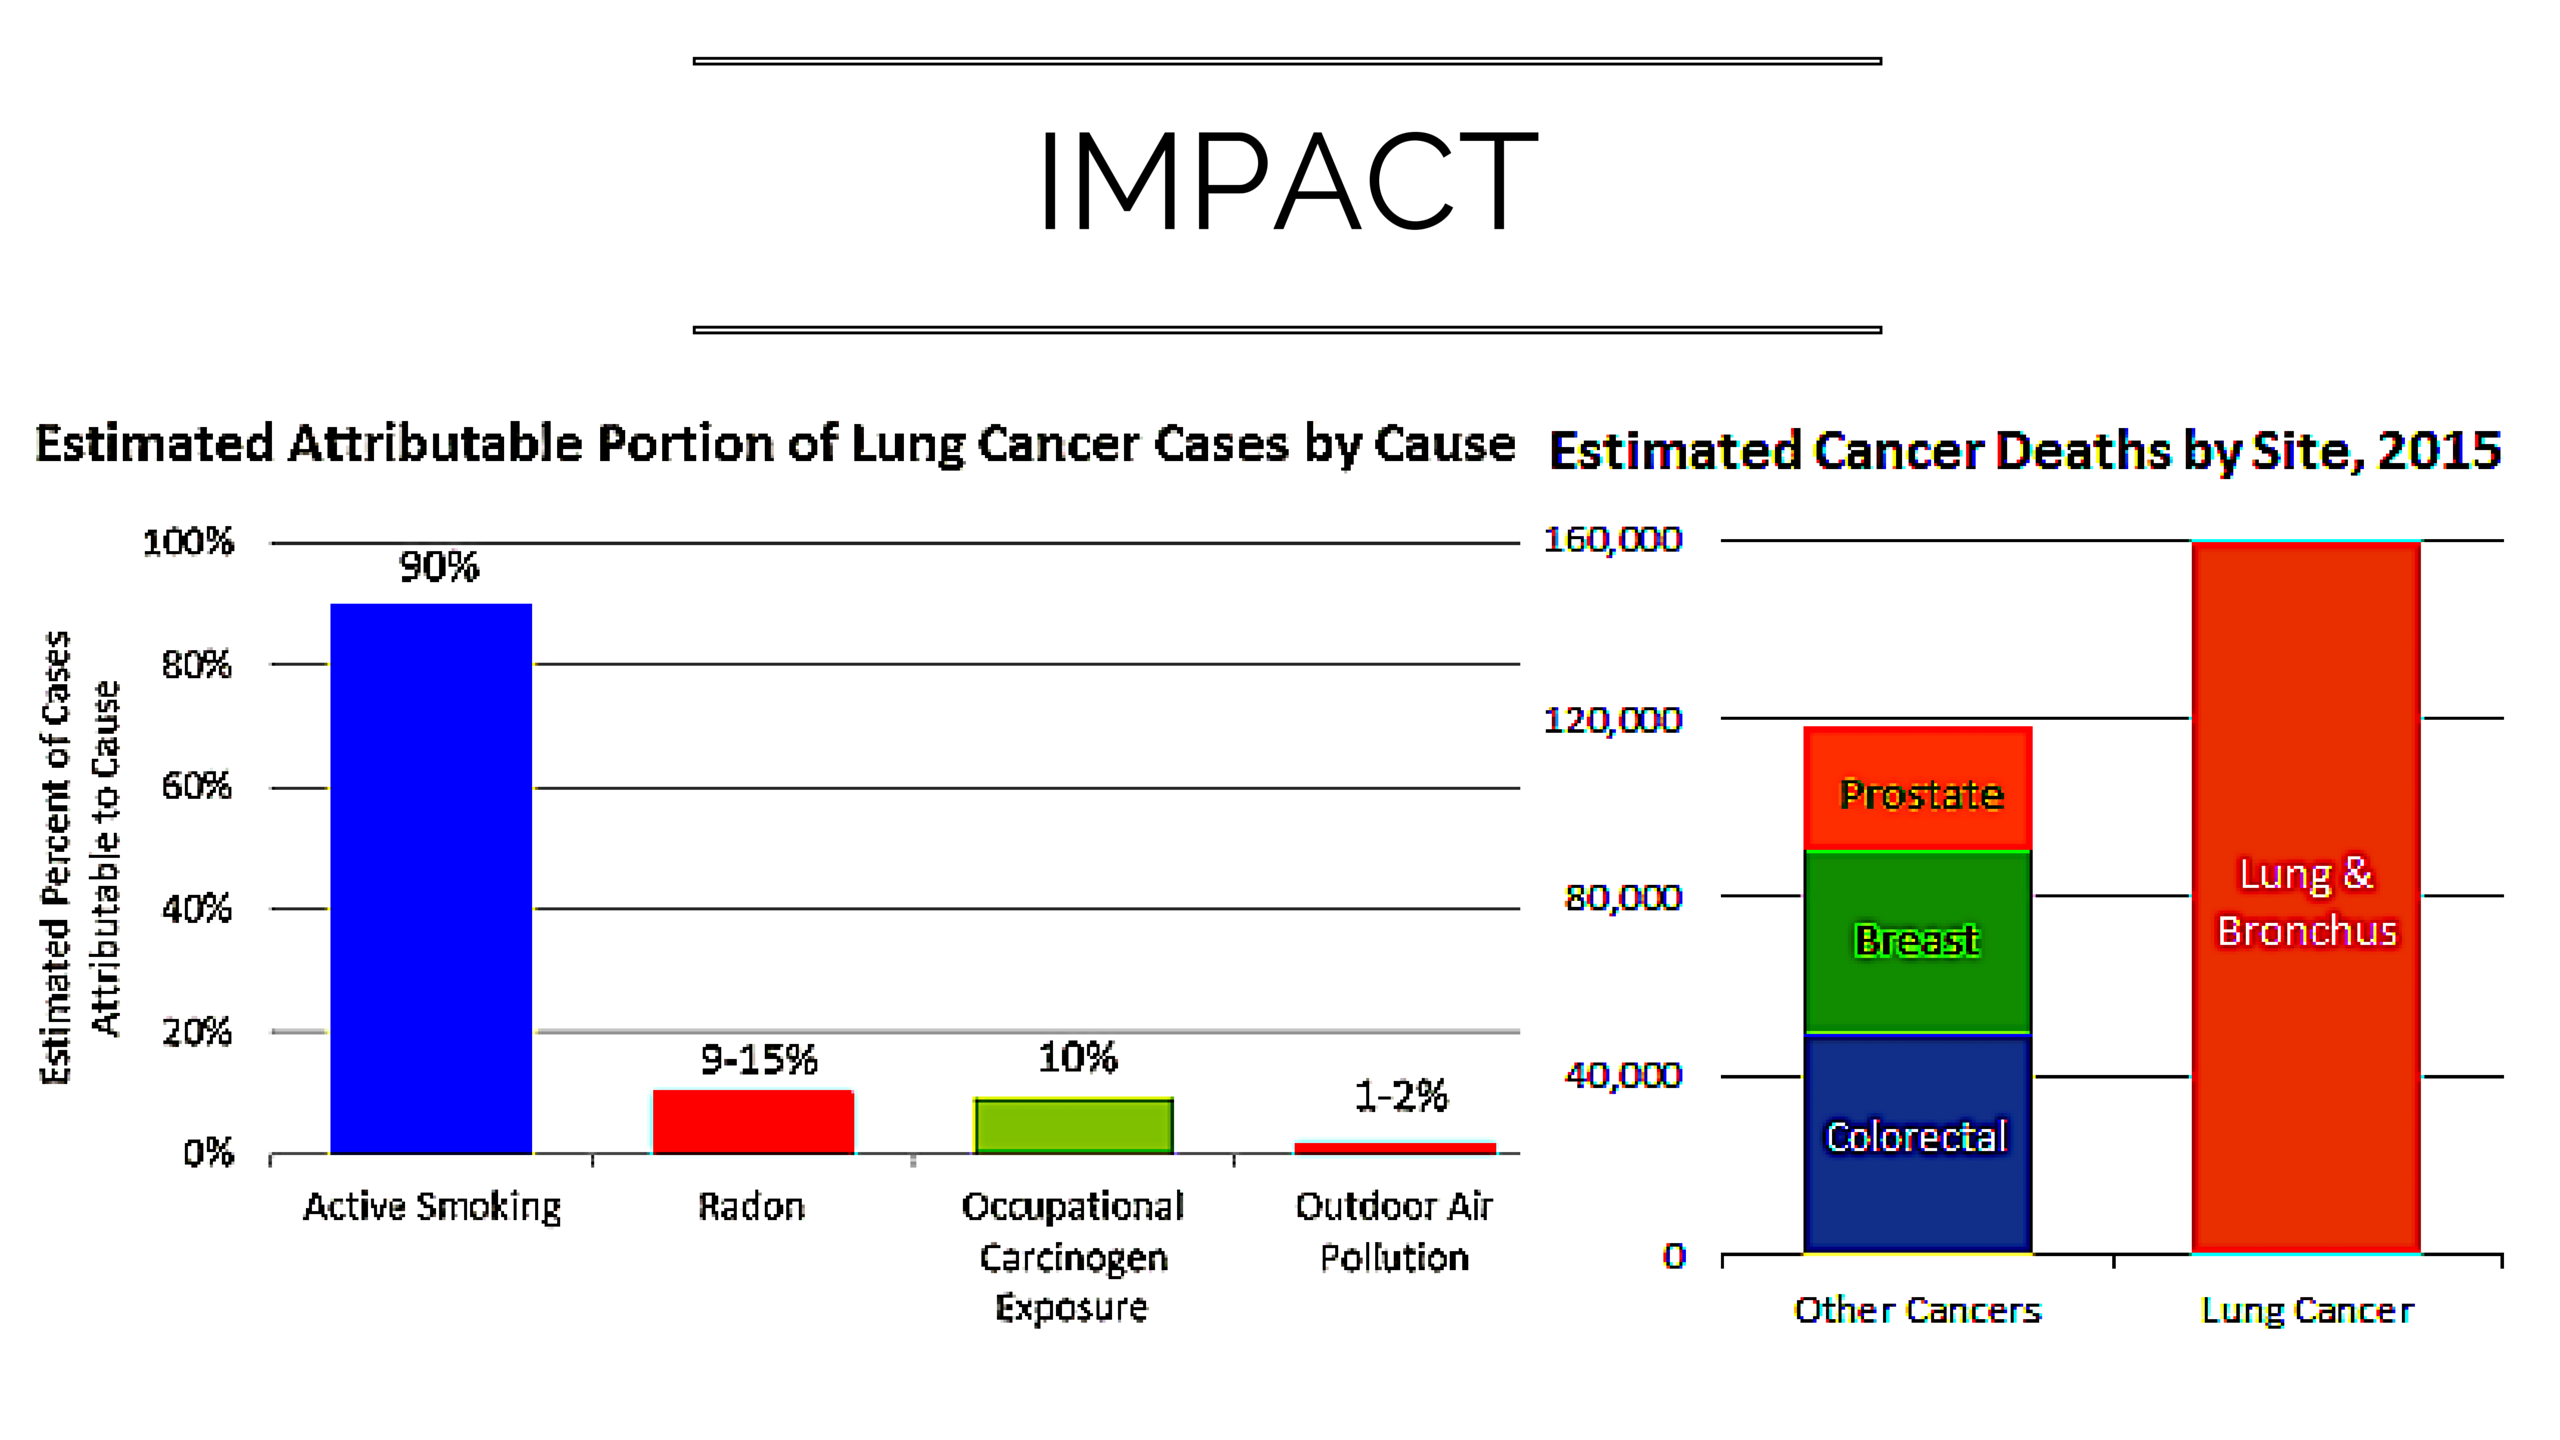 IMPACT
Estimated Attributable Portion of Lung Cancer Cases by Cause
Estimated Percent of Cases
Attributable to Cause
100%
80%
60%
40%
20%
0%
90%
9-15%
10%
1-2%
Active Smoking
Radon
Occupational
Carcinogen
Exposure
Outdoor Air
Pollution
Estimated Cancer Deaths by Site, 2015
160,000
120,000
80,000
40,000
0
Prostate
Breast
Colorectal
Lung &
Bronchus
Other Cancers
Lung Cancer